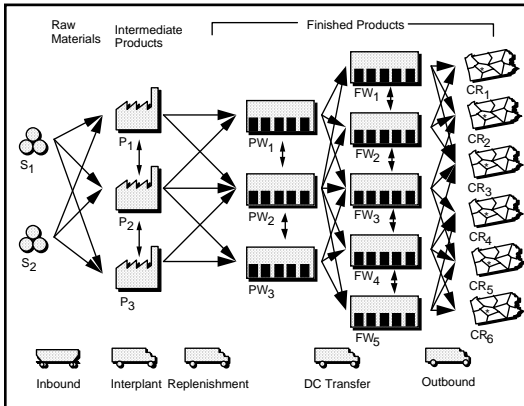 Raw Materials
Intermediate Products
Finished Products
S1
S2
P1
P2
P3
PW1
PW2
PW3
FW1
FW2
FW3
FW4
FW5
CR1
CR2
CR3
CR4
CR5
CR6
Inbound
Interplant
Replenishment
DC Transfer
Outbound